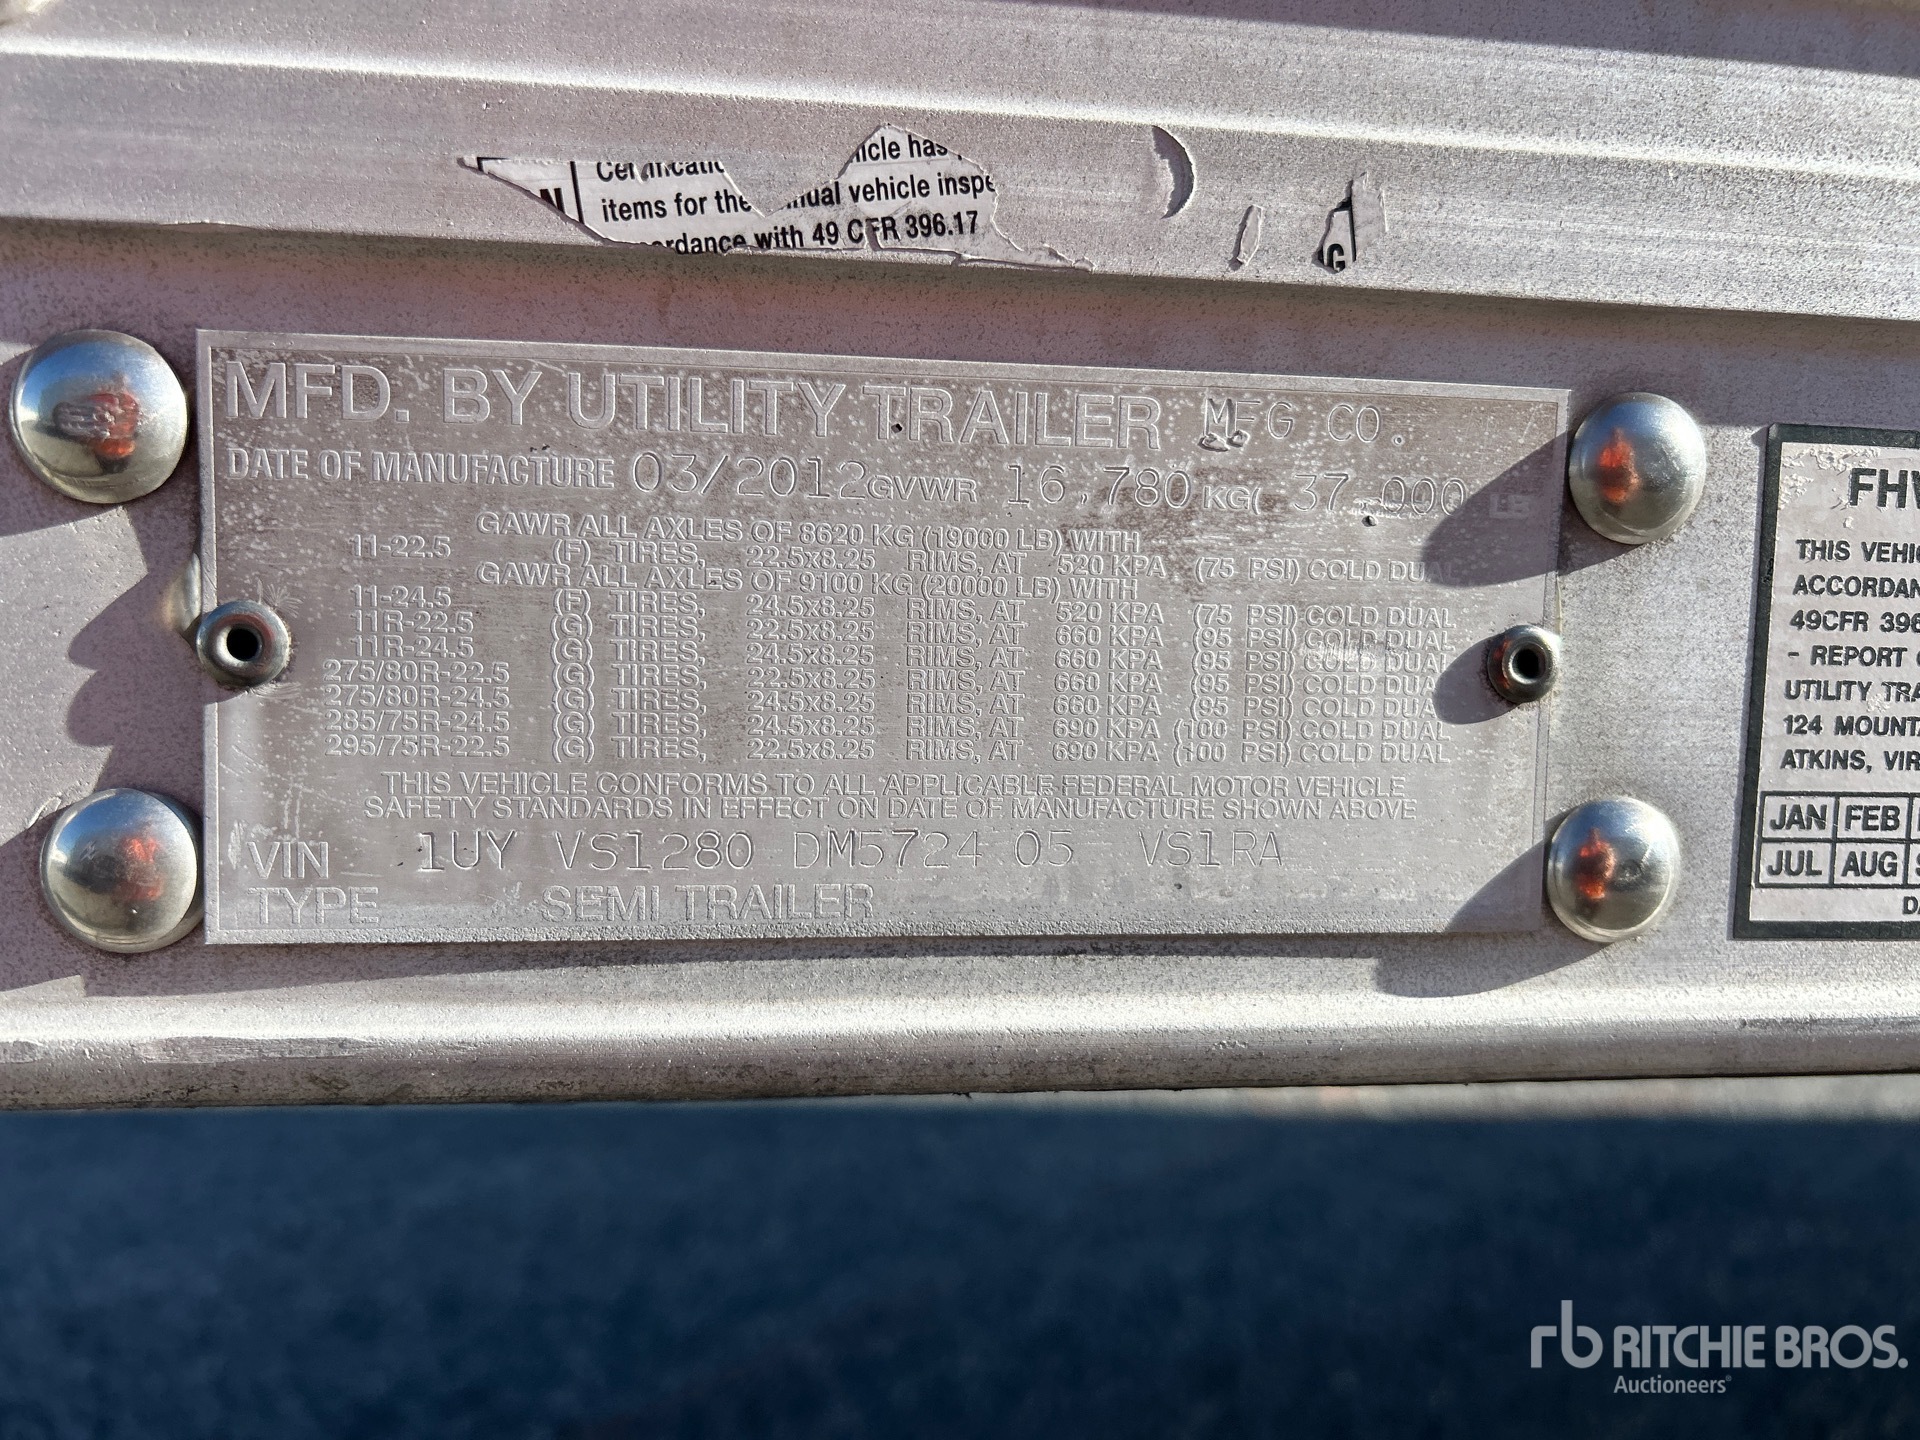 items for the
vehicle inspe
with 49 CFR 396.17
MFD. BY UTILITY TRAILER MFG CO.
DATE OF MANUFACTURE 03/2012 GVWR 16,780 KG( 37,000 LB
GAWR ALL AXLES OF 8620 KG (19000 LB) WITH
11-22.5 (F) TIRES, 22.5x8.25 RIMS, AT 520 KPA (75 PSI) COLD DUAL
GAWR ALL AXLES OF 9100 KG (20000 LB) WITH
11-24.5 (F) TIRES, 24.5x8.25 RIMS, AT 520 KPA (75 PSI) COLD DUAL
11R-22.5 (G) TIRES, 22.5x8.25 RIMS, AT 660 KPA (95 PSI) COLD DUAL
11R-24.5 (G) TIRES, 24.5x8.25 RIMS, AT 660 KPA (95 PSI) COLD DUAL
275/80R-22.5 (G) TIRES, 22.5x8.25 RIMS, AT 660 KPA (95 PSI) COLD DUAL
275/80R-24.5 (G) TIRES, 24.5x8.25 RIMS, AT 660 KPA (95 PSI) COLD DUAL
285/75R-24.5 (G) TIRES, 24.5x8.25 RIMS, AT 690 KPA (100 PSI) COLD DUAL
295/75R-22.5 (G) TIRES, 22.5x8.25 RIMS, AT 690 KPA (100 PSI) COLD DUAL
THIS VEHICLE CONFORMS TO ALL APPLICABLE FEDERAL MOTOR VEHICLE
SAFETY STANDARDS IN EFFECT ON DATE OF MANUFACTURE SHOWN ABOVE
VIN 1UY VS1280 DM5724 05 VS1RA
TYPE SEMI TRAILER
FH
THIS VEHI
ACCORDAN
49CFR 396
- REPORT
UTILITY TRA
124 MOUNTA
ATKINS, VIR
JAN FEB
JUL AUG
rb RITCHIE BROS.
Auctioneers